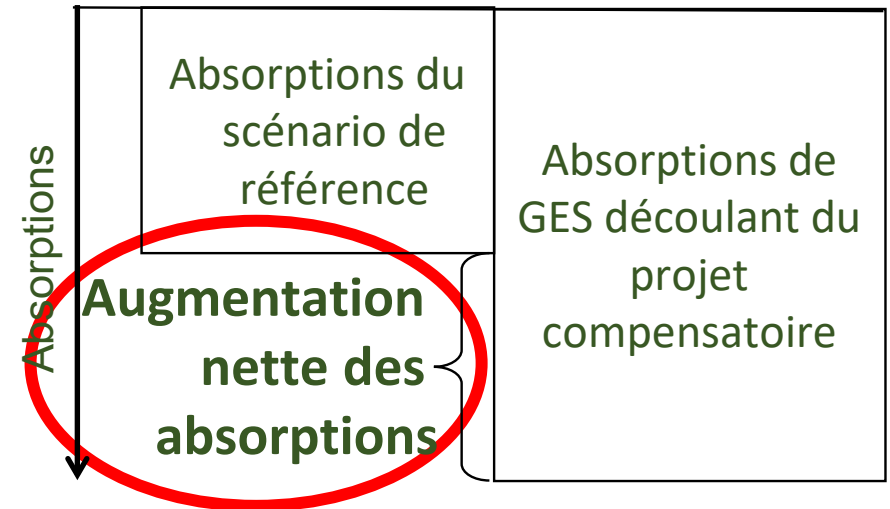 Absorptions
Absorptions du
scénario de
référence
Augmentation
nette des
absorptions
Absorptions de
GES découlant du
projet
compensatoire